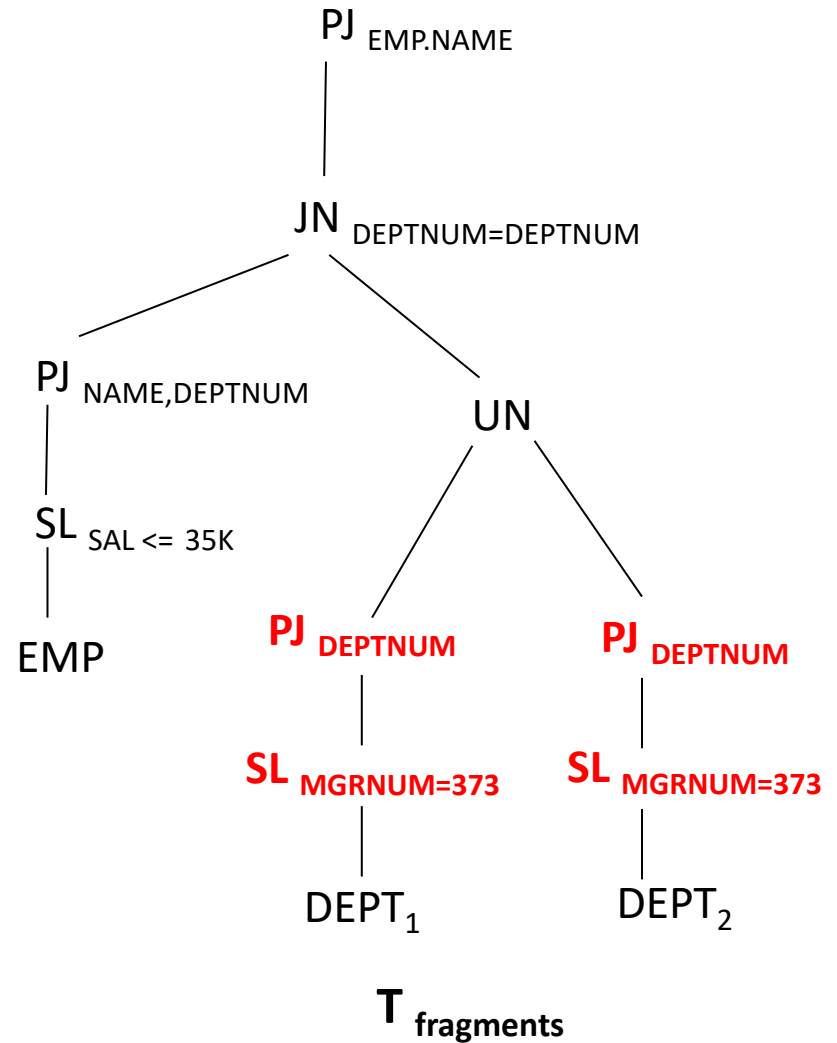 PJ EMP.NAME
JN DEPTNUM=DEPTNUM
PJ NAME,DEPTNUM
UN
SL SAL <= 35K
EMP
PJ DEPTNUM
PJ DEPTNUM
SL MGRNUM=373
SL MGRNUM=373
DEPT1
DEPT2
T fragments